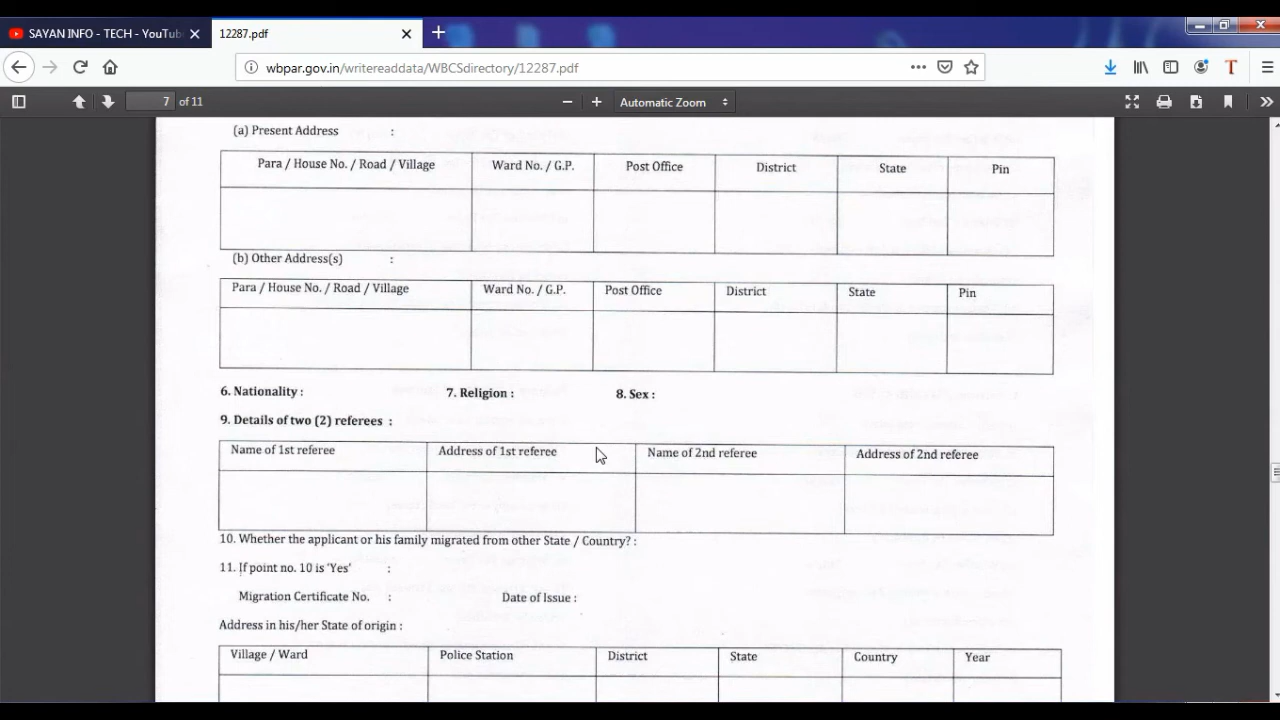 SAYAN INFO - TECH - YouTub
12287.pdf
wbpar.gov.in/writereaddata/WBCSdirectory/12287.pdf
7 of 11
Automatic Zoom
(a) Present Address :
Para / House No. / Road / Village Ward No. / G.P. Post Office District State Pin
(b) Other Address(s) :
Para / House No. / Road / Village Ward No. / G.P. Post Office District State Pin
6. Nationality : 7. Religion : 8. Sex :
9. Details of two (2) referees :
Name of 1st referee Address of 1st referee Name of 2nd referee Address of 2nd referee
10. Whether the applicant or his family migrated from other State / Country? :
11. If point no. 10 is 'Yes' :
Migration Certificate No. : Date of Issue :
Address in his/her State of origin :
Village / Ward Police Station District State Country Year